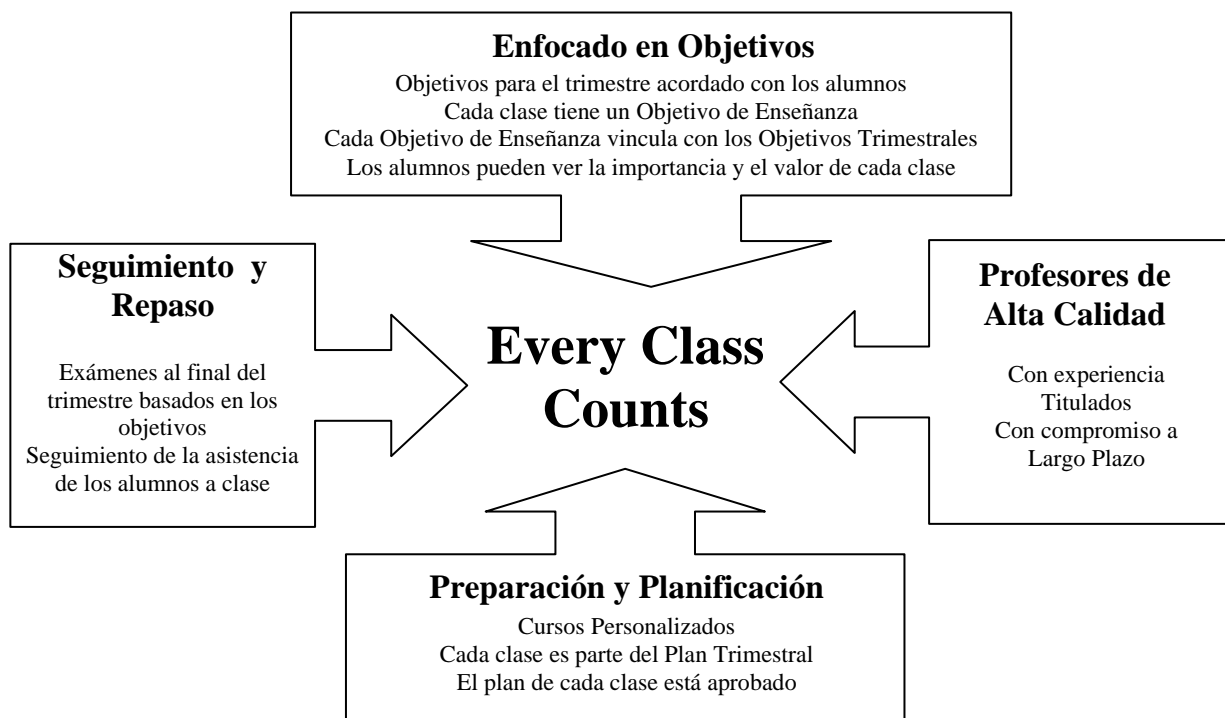 Enfocado en Objetivos
Objetivos para el trimestre acordado con los alumnos
Cada clase tiene un Objetivo de Enseñanza
Cada Objetivo de Enseñanza vincula con los Objetivos Trimestrales
Los alumnos pueden ver la importancia y el valor de cada clase
Seguimiento y
Repaso
Exámenes al final del
trimestre basados en los
objetivos
Seguimiento de la asistencia
de los alumnos a clase
Every Class
Counts
Profesores de
Alta Calidad
Con experiencia
Titulados
Con compromiso a
Largo Plazo
Preparación y Planificación
Cursos Personalizados
Cada clase es parte del Plan Trimestral
El plan de cada clase está aprobado